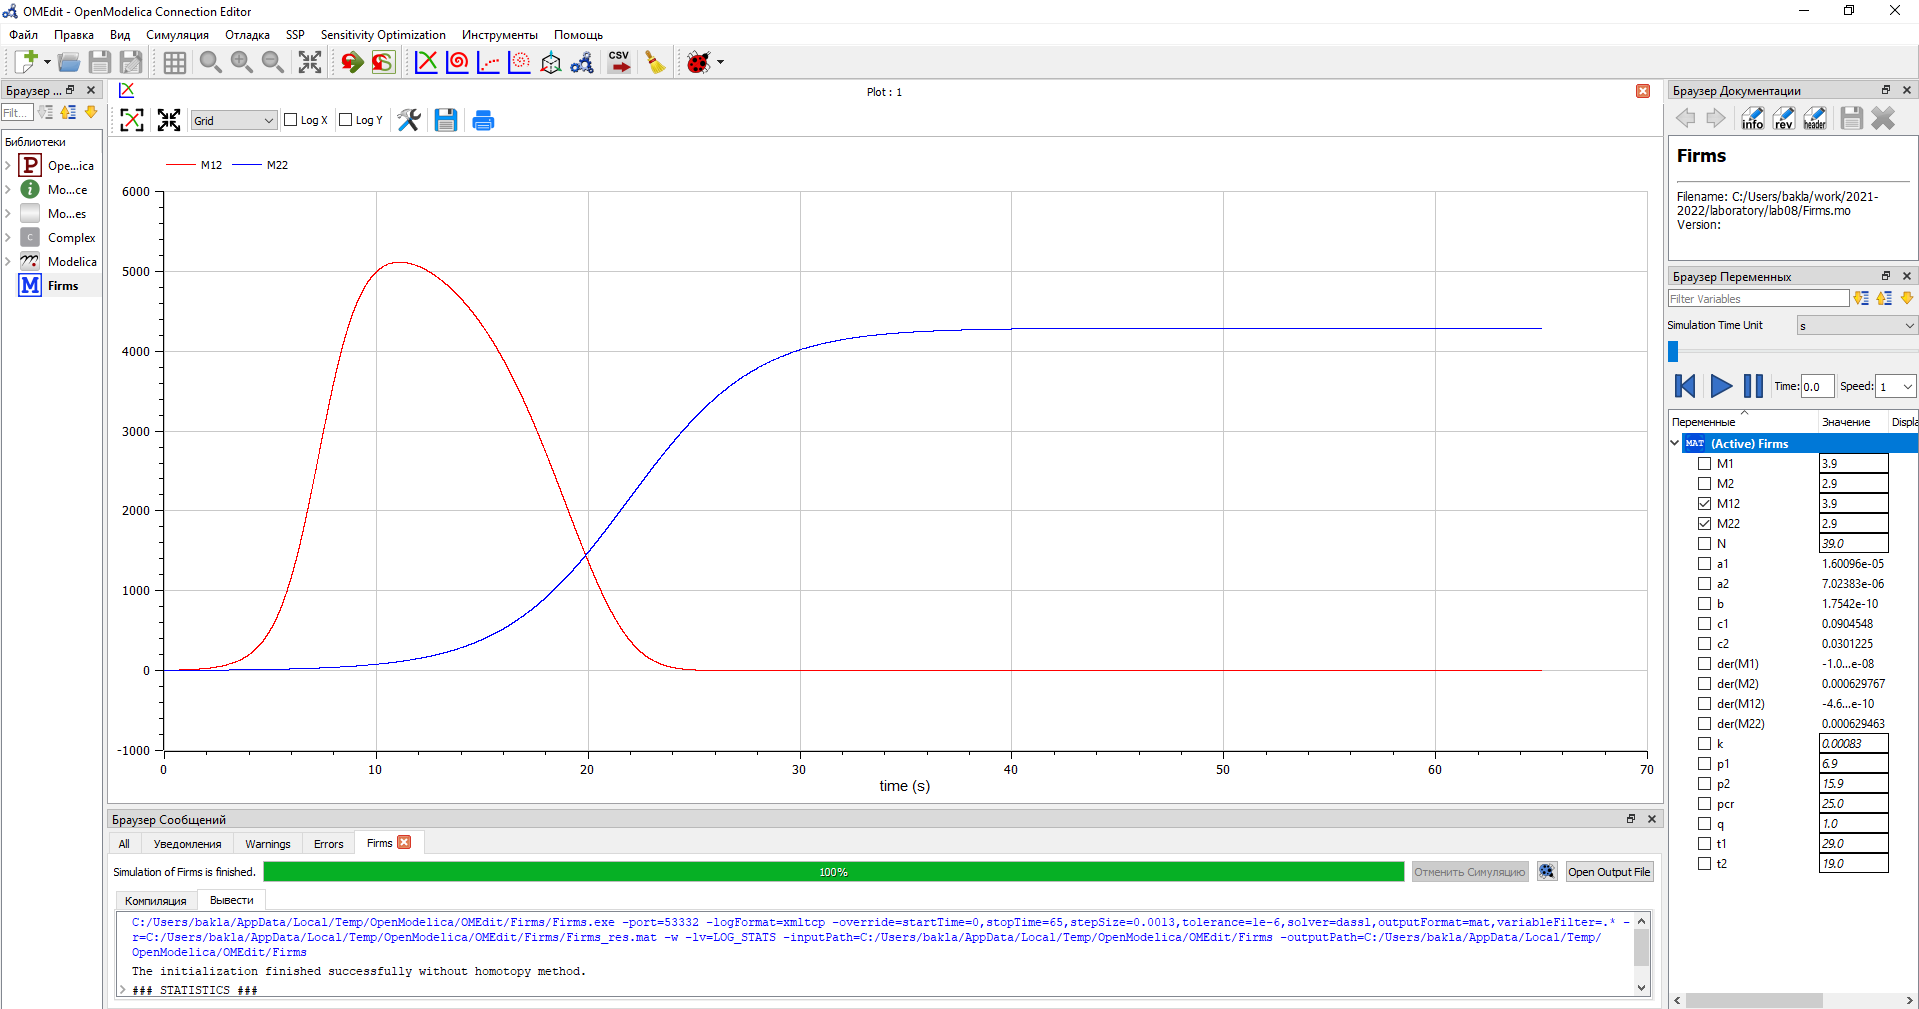 OMEdit - OpenModelica Connection Editor
Файл Правка Вид Симуляция Отладка SSP Sensitivity Optimization Инструменты Помощь
CSV
Браузер ...
Filt...
Библиотеки
P Ope...ica
i Mo...ce
Mo...es
C Complex
Modelica
M Firms
Plot : 1
Grid Log X Log Y
M12 M22
6000
5000
4000
3000
2000
1000
0
-1000
0 10 20 30 40 50 60 70
time (s)
Браузер Сообщений
All Уведомления Warnings Errors Firms
Simulation of Firms is finished. 100% Отменить Симуляцию Open Output File
Компиляция Вывести
C:/Users/bakla/AppData/Local/Temp/OpenModelica/OMEdit/Firms/Firms.exe -port=53332 -logFormat=xmltcp -override=startTime=0,stopTime=65,stepSize=0.0013,tolerance=1e-6,solver=dassl,outputFormat=mat,variableFilter=.* -
r=C:/Users/bakla/AppData/Local/Temp/OpenModelica/OMEdit/Firms/Firms_res.mat -w -lv=LOG_STATS -inputPath=C:/Users/bakla/AppData/Local/Temp/OpenModelica/OMEdit/Firms -outputPath=C:/Users/bakla/AppData/Local/Temp/
OpenModelica/OMEdit/Firms
The initialization finished successfully without homotopy method.
### STATISTICS ###
Браузер Документации
info rev header
Firms
Filename: C:/Users/bakla/work/2021-
2022/laboratory/lab08/Firms.mo
Version:
Браузер Переменных
Filter Variables
Simulation Time Unit s
Time: 0.0 Speed: 1
Переменные Значение Displa
MAT (Active) Firms
M1 3.9
M2 2.9
M12 3.9
M22 2.9
N 39.0
a1 1.60096e-05
a2 7.02383e-06
b 1.7542e-10
c1 0.0904548
c2 0.0301225
der(M1) -1.0...e-08
der(M2) 0.000629767
der(M12) -4.6...e-10
der(M22) 0.000629463
k 0.00083
p1 6.9
p2 15.9
pcr 25.0
q 1.0
t1 29.0
t2 19.0